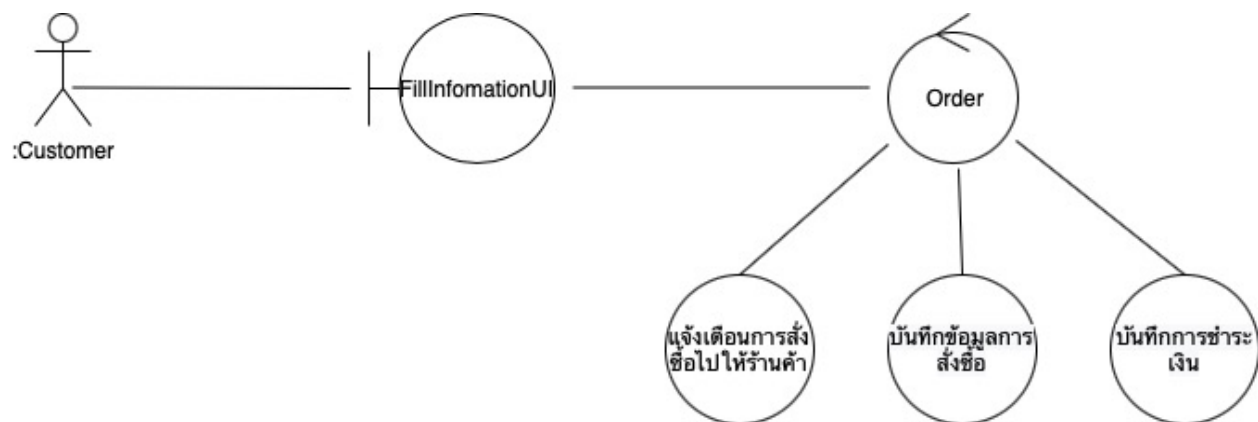 FillInfomationUI
Order
:Customer
แจ้งเตือนการสั่ง
ซื้อไปให้ร้านค้า
บันทึกข้อมูลการ
สั่งซื้อ
บันทึกการชำระ
เงิน